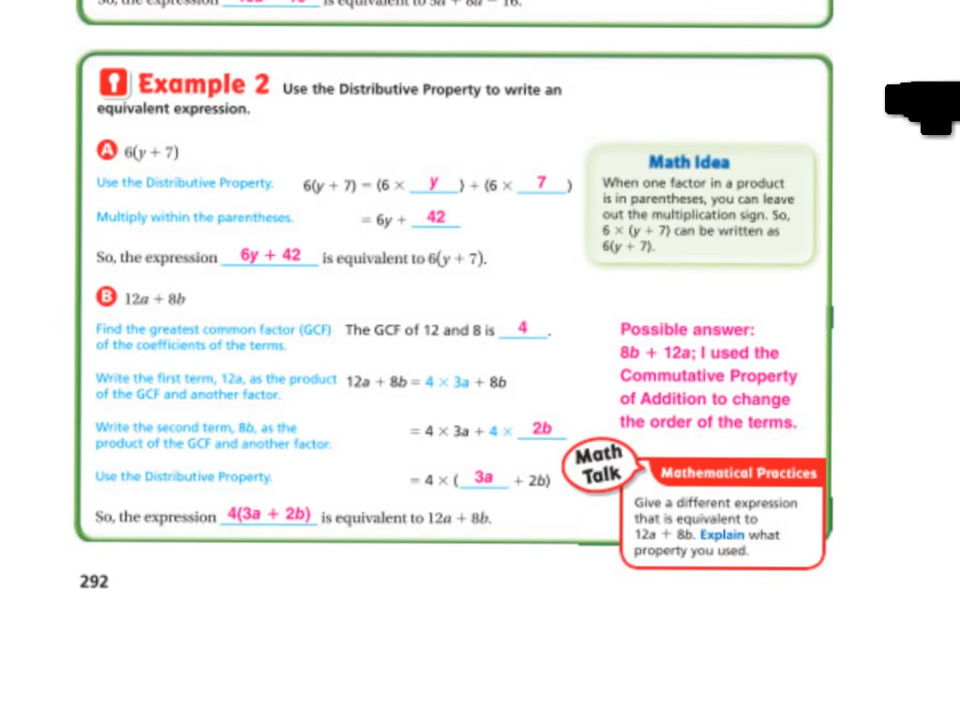 So, the expression is equivalent to
Example 2 Use the Distributive Property to write an
equivalent expression.
A 6(y + 7)
Use the Distributive Property. 6(y + 7) = (6 × y) + (6 × 7)
Multiply within the parentheses. = 6y + 42
So, the expression 6y + 42 is equivalent to 6(y + 7).
Math Idea
When one factor in a product
is in parentheses, you can leave
out the multiplication sign. So,
6 × (y + 7) can be written as
6(y + 7).
B 12a + 8b
Find the greatest common factor (GCF) The GCF of 12 and 8 is 4.
of the coefficients of the terms.
Write the first term, 12a, as the product 12a + 8b = 4 × 3a + 8b
of the GCF and another factor.
Write the second term, 8b, as the = 4 × 3a + 4 × 2b
product of the GCF and another factor.
Use the Distributive Property. = 4 × (3a + 2b)
So, the expression 4(3a + 2b) is equivalent to 12a + 8b.
Possible answer:
8b + 12a; I used the
Commutative Property
of Addition to change
the order of the terms.
Math
Talk
Mathematical Practices
Give a different expression
that is equivalent to
12a + 8b. Explain what
property you used.
292